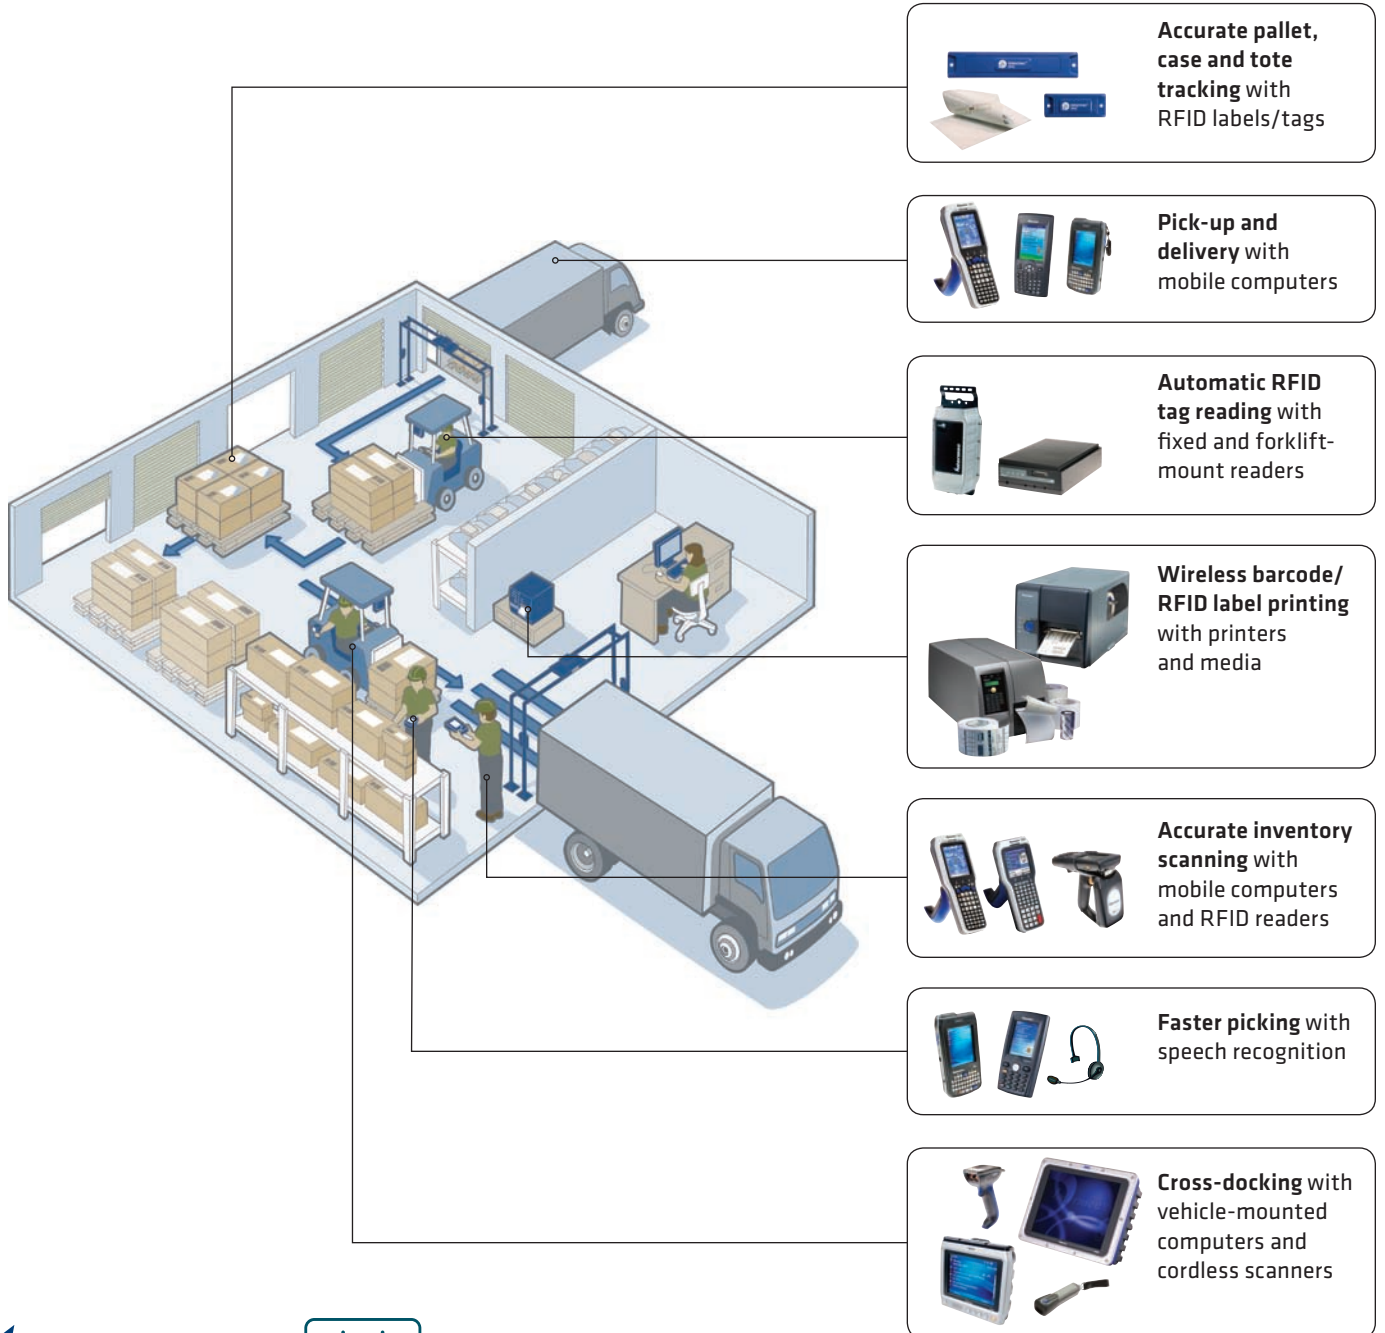 Accurate pallet,
case and tote
tracking with
RFID labels/tags
Pick-up and
delivery with
mobile computers
Automatic RFID
tag reading with
fixed and forklift-
mount readers
Wireless barcode/
RFID label printing
with printers
and media
Accurate inventory
scanning with
mobile computers
and RFID readers
Faster picking with
speech recognition
Cross-docking with
vehicle-mounted
computers and
cordless scanners